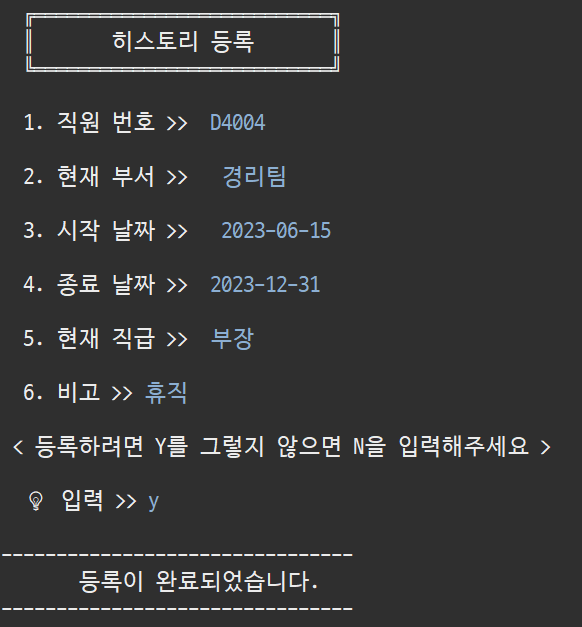 히스토리 등록
1. 직원 번호 >> D4004
2. 현재 부서 >> 경리팀
3. 시작 날짜 >> 2023-06-15
4. 종료 날짜 >> 2023-12-31
5. 현재 직급 >> 부장
6. 비고 >> 휴직
< 등록하려면 Y를 그렇지 않으면 N을 입력해주세요 >
💡 입력 >> y
--------------------------------
등록이 완료되었습니다.
--------------------------------